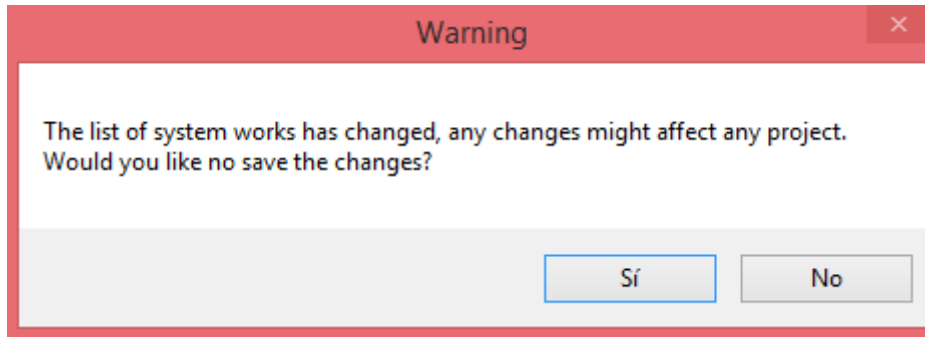 Warning
The list of system works has changed, any changes might affect any project.
Would you like no save the changes?
Sí
No